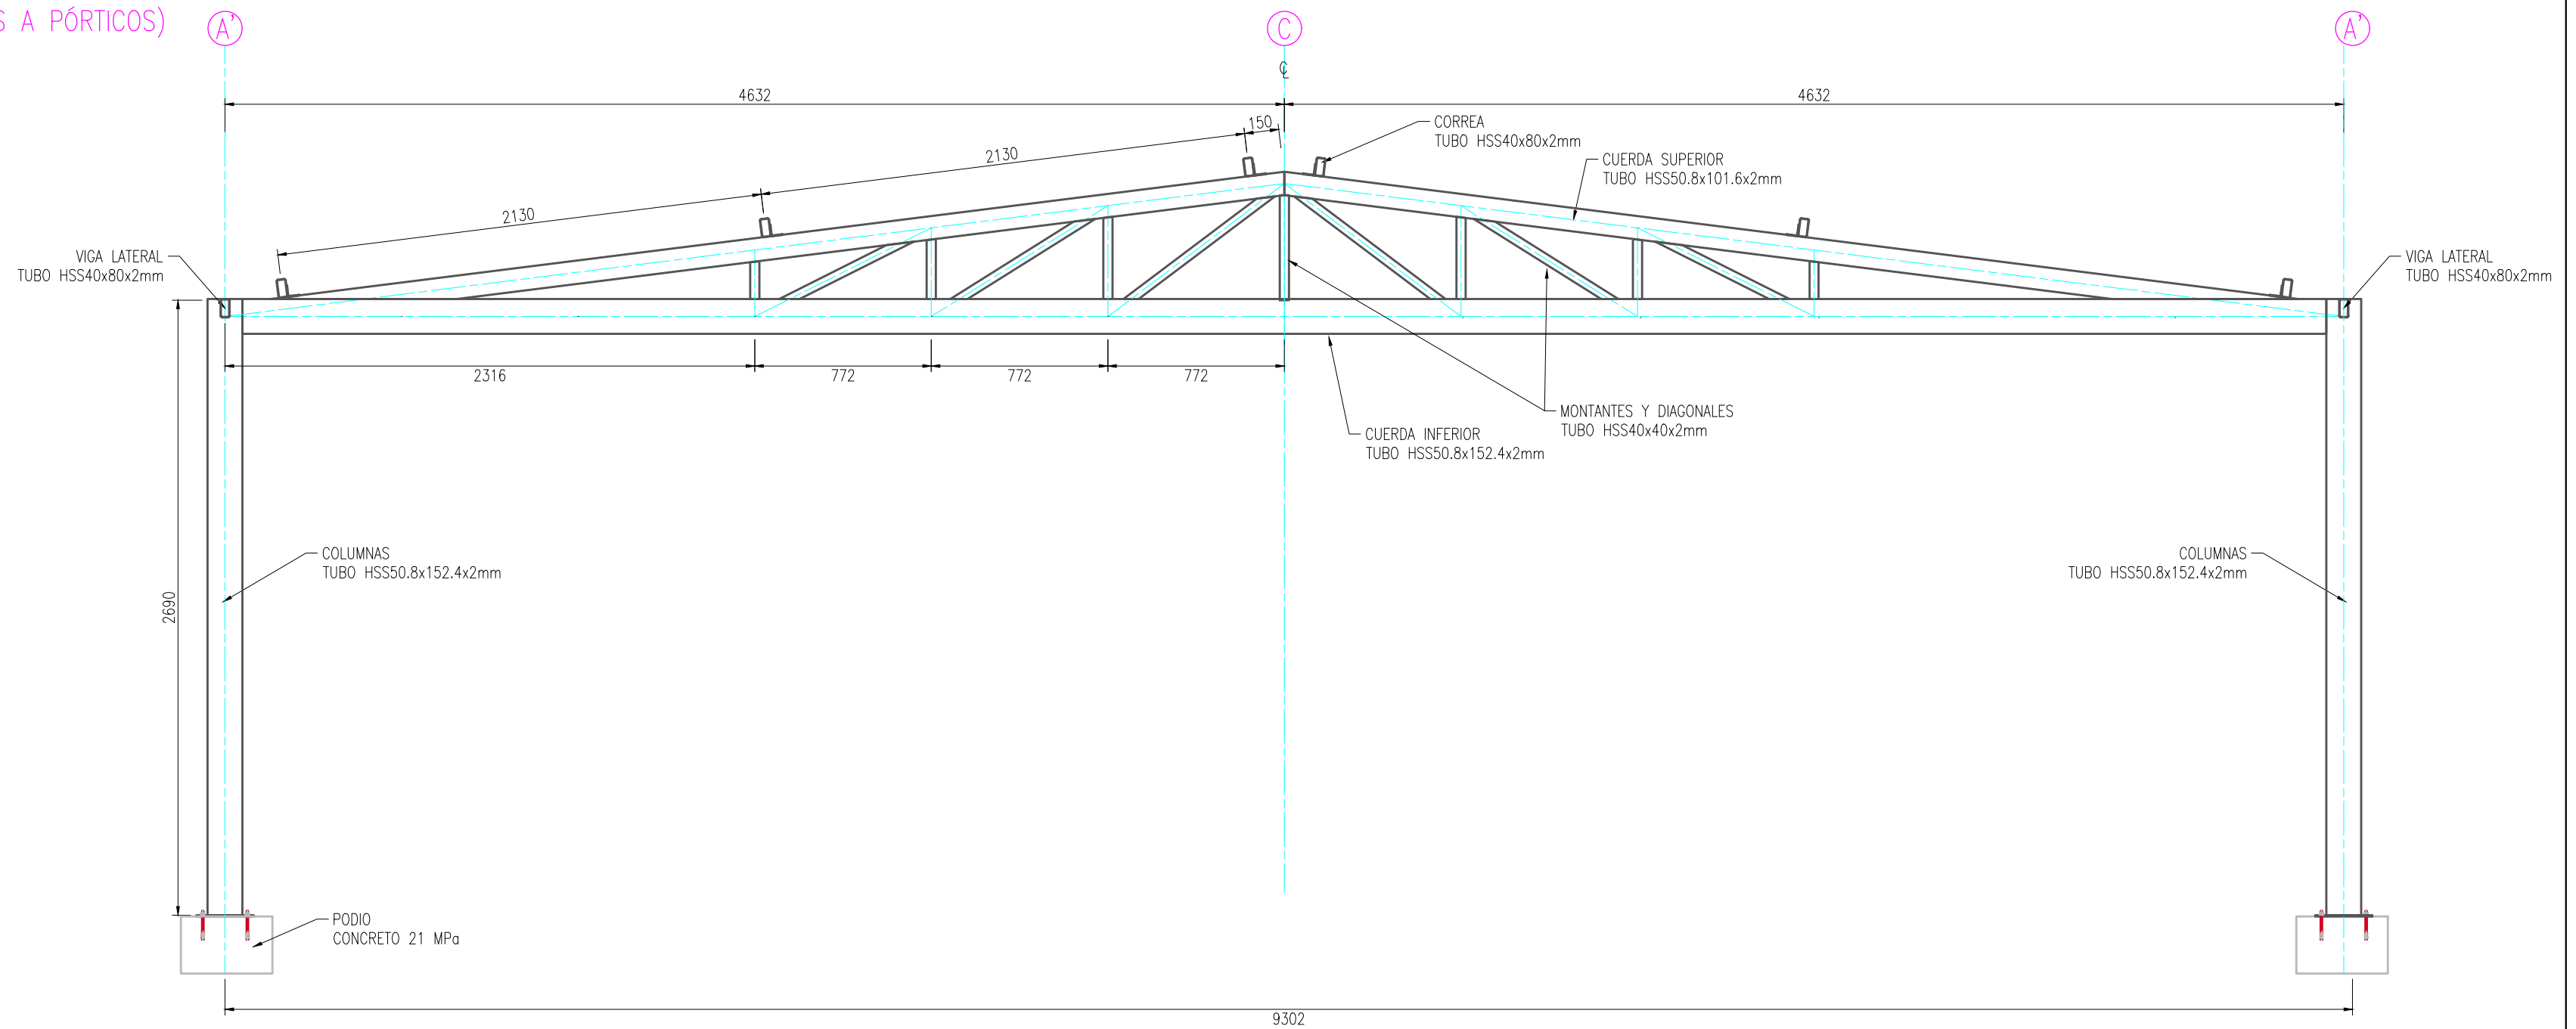 S A PÓRTICOS)
A'
C
A'
℄
4632
4632
150
CORREA
TUBO HSS40x80x2mm
2130
CUERDA SUPERIOR
TUBO HSS50.8x101.6x2mm
2130
VIGA LATERAL
TUBO HSS40x80x2mm
VIGA LATERAL
TUBO HSS40x80x2mm
2316
772
772
772
MONTANTES Y DIAGONALES
TUBO HSS40x40x2mm
CUERDA INFERIOR
TUBO HSS50.8x152.4x2mm
COLUMNAS
TUBO HSS50.8x152.4x2mm
COLUMNAS
TUBO HSS50.8x152.4x2mm
2690
PODIO
CONCRETO 21 MPa
9302